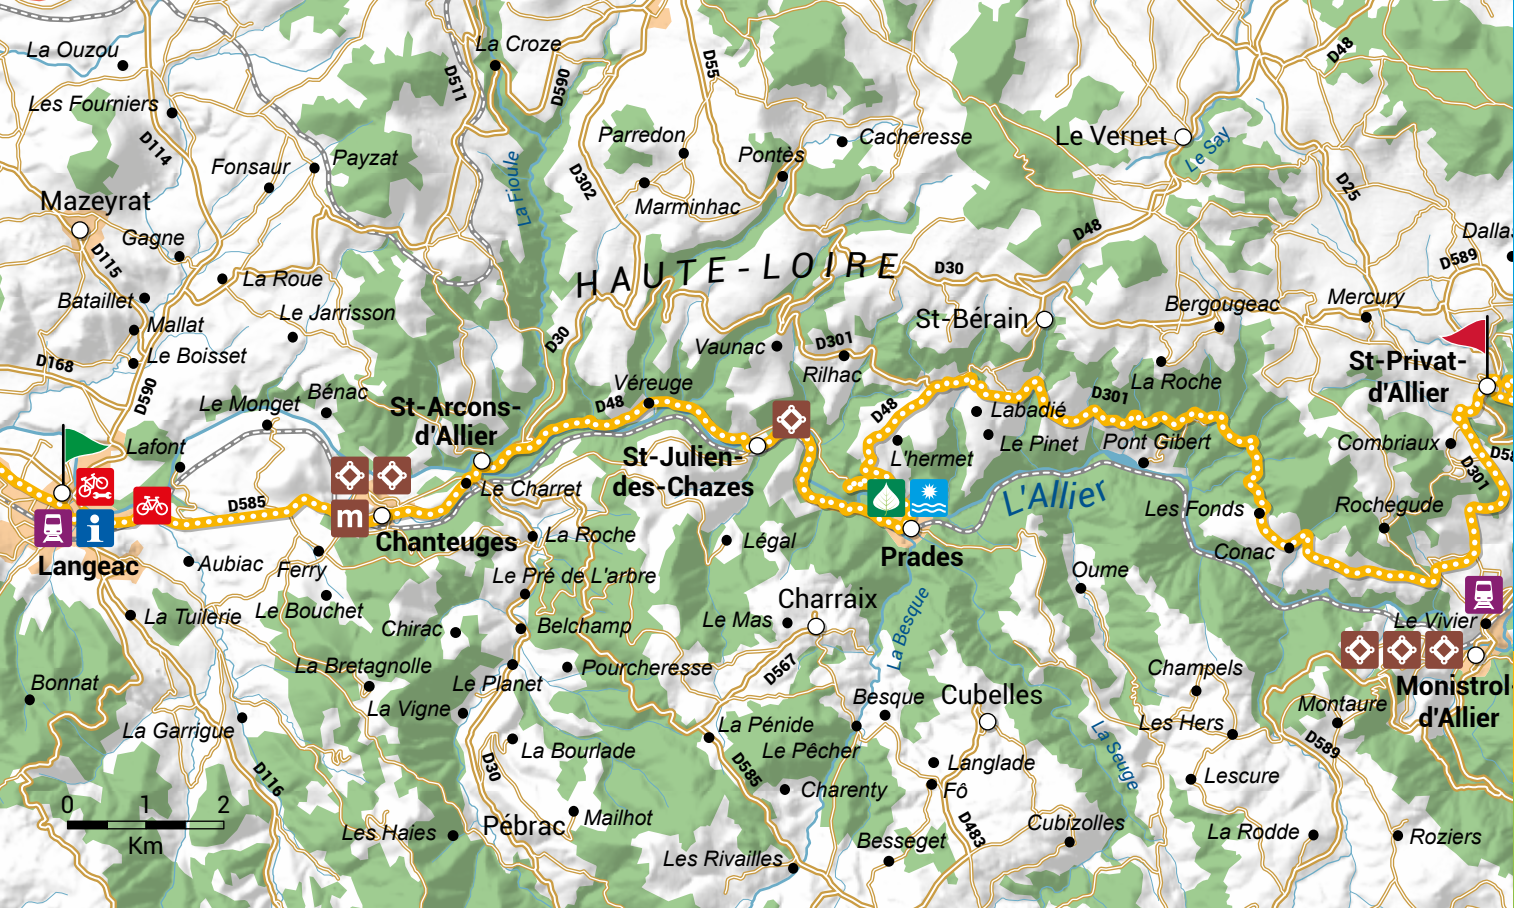 La Croze
D48
La Ouzou
D55
D511
D590
Les Fourniers
D114
Parredon
Cacheresse
Le Vernet
Le Say
Payzat
Fonsaur
Pontès
La Fioule
D302
D25
Mazeyrat
Marminhac
Gagne
D48
Dallas
D115
La Roue
HAUTE-LOIRE
D30
D589
Bataillet
Le Jarrisson
Bergougeac
Mercury
Mallat
St-Bérain
D30
Vaunac
D301
Le Boisset
D168
Rilhac
St-Privat-
d'Allier
La Roche
D590
Bénac
Véreuge
Le Monget
St-Arcons-
d'Allier
D48
D48
Labadié
D301
Lafont
Le Pinet
Pont Gibert
Combriaux
St-Julien-
des-Chazes
L'hermet
D58
D301
Le Charret
D585
L'Allier
Les Fonds
Rochegude
m
i
Chanteuges
La Roche
Légal
Prades
Conac
Langeac
Aubiac
Ferry
Oume
Le Pré de L'arbre
Le Bouchet
La Tuilerie
Charraix
Le Mas
La Besque
Chirac
Belchamp
Le Vivier
La Bretagnolle
Pourcheresse
D567
Champels
Bonnat
Le Planet
Besque
Cubelles
Monistrol-
d'Allier
La Vigne
Montaure
La Garrigue
La Pénide
Les Hers
La Bourlade
Le Pêcher
La Seuge
D589
D116
D30
D585
Langlade
Lescure
Charenty
Fô
0 1 2
Km
Les Haies
Pébrac
Mailhot
D483
Cubizolles
Besseget
La Rodde
Roziers
Les Rivailles